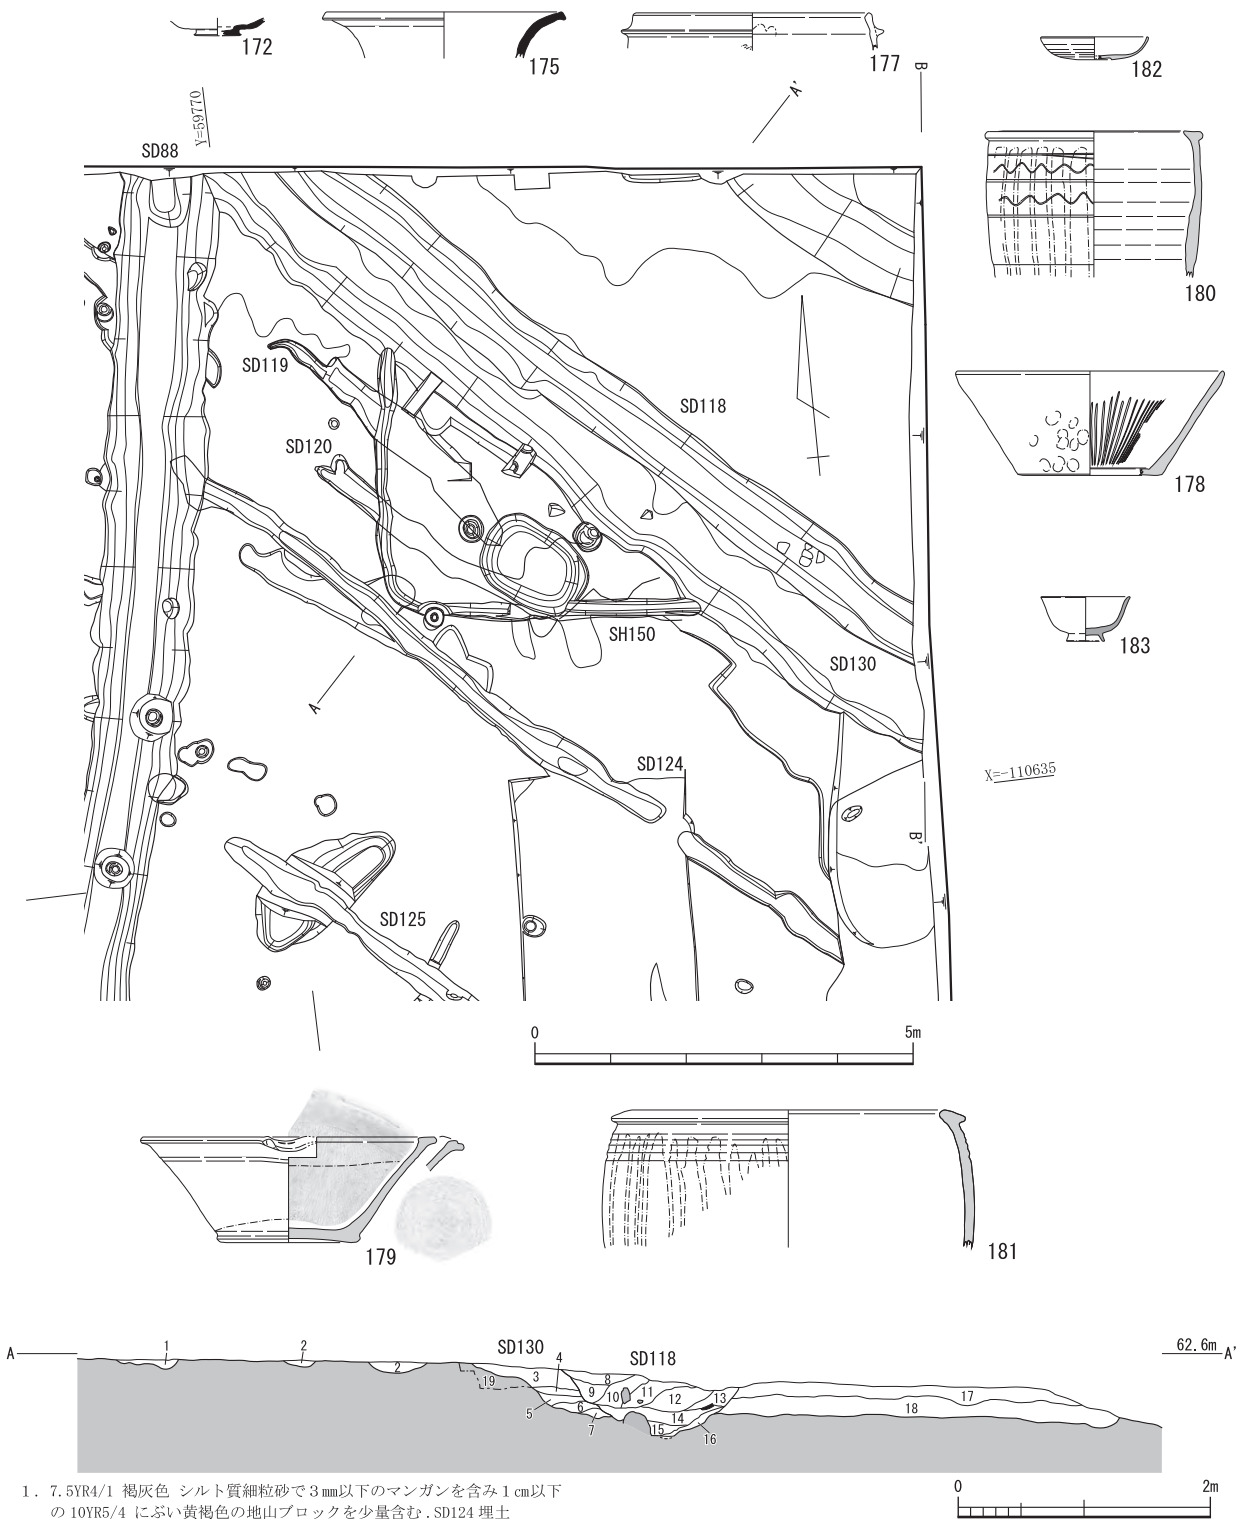 172
175
177
182
Y=59770
A'
B
SD88
180
SD119
SD118
SD120
178
183
SH150
SD130
A
SD124
X=-110635
B'
SD125
0 5m
179
181
A 1 2 2 SD130 4 SD118 62.6m A'
19 3 8 9 10 11 12 13 17
5 6 7 14 15 16 18
1. 7.5YR4/1 褐灰色 シルト質細粒砂で3㎜以下のマンガンを含み1㎝以下
の 10YR5/4 にぶい黄褐色の地山ブロックを少量含む.SD124 埋土
0 2m